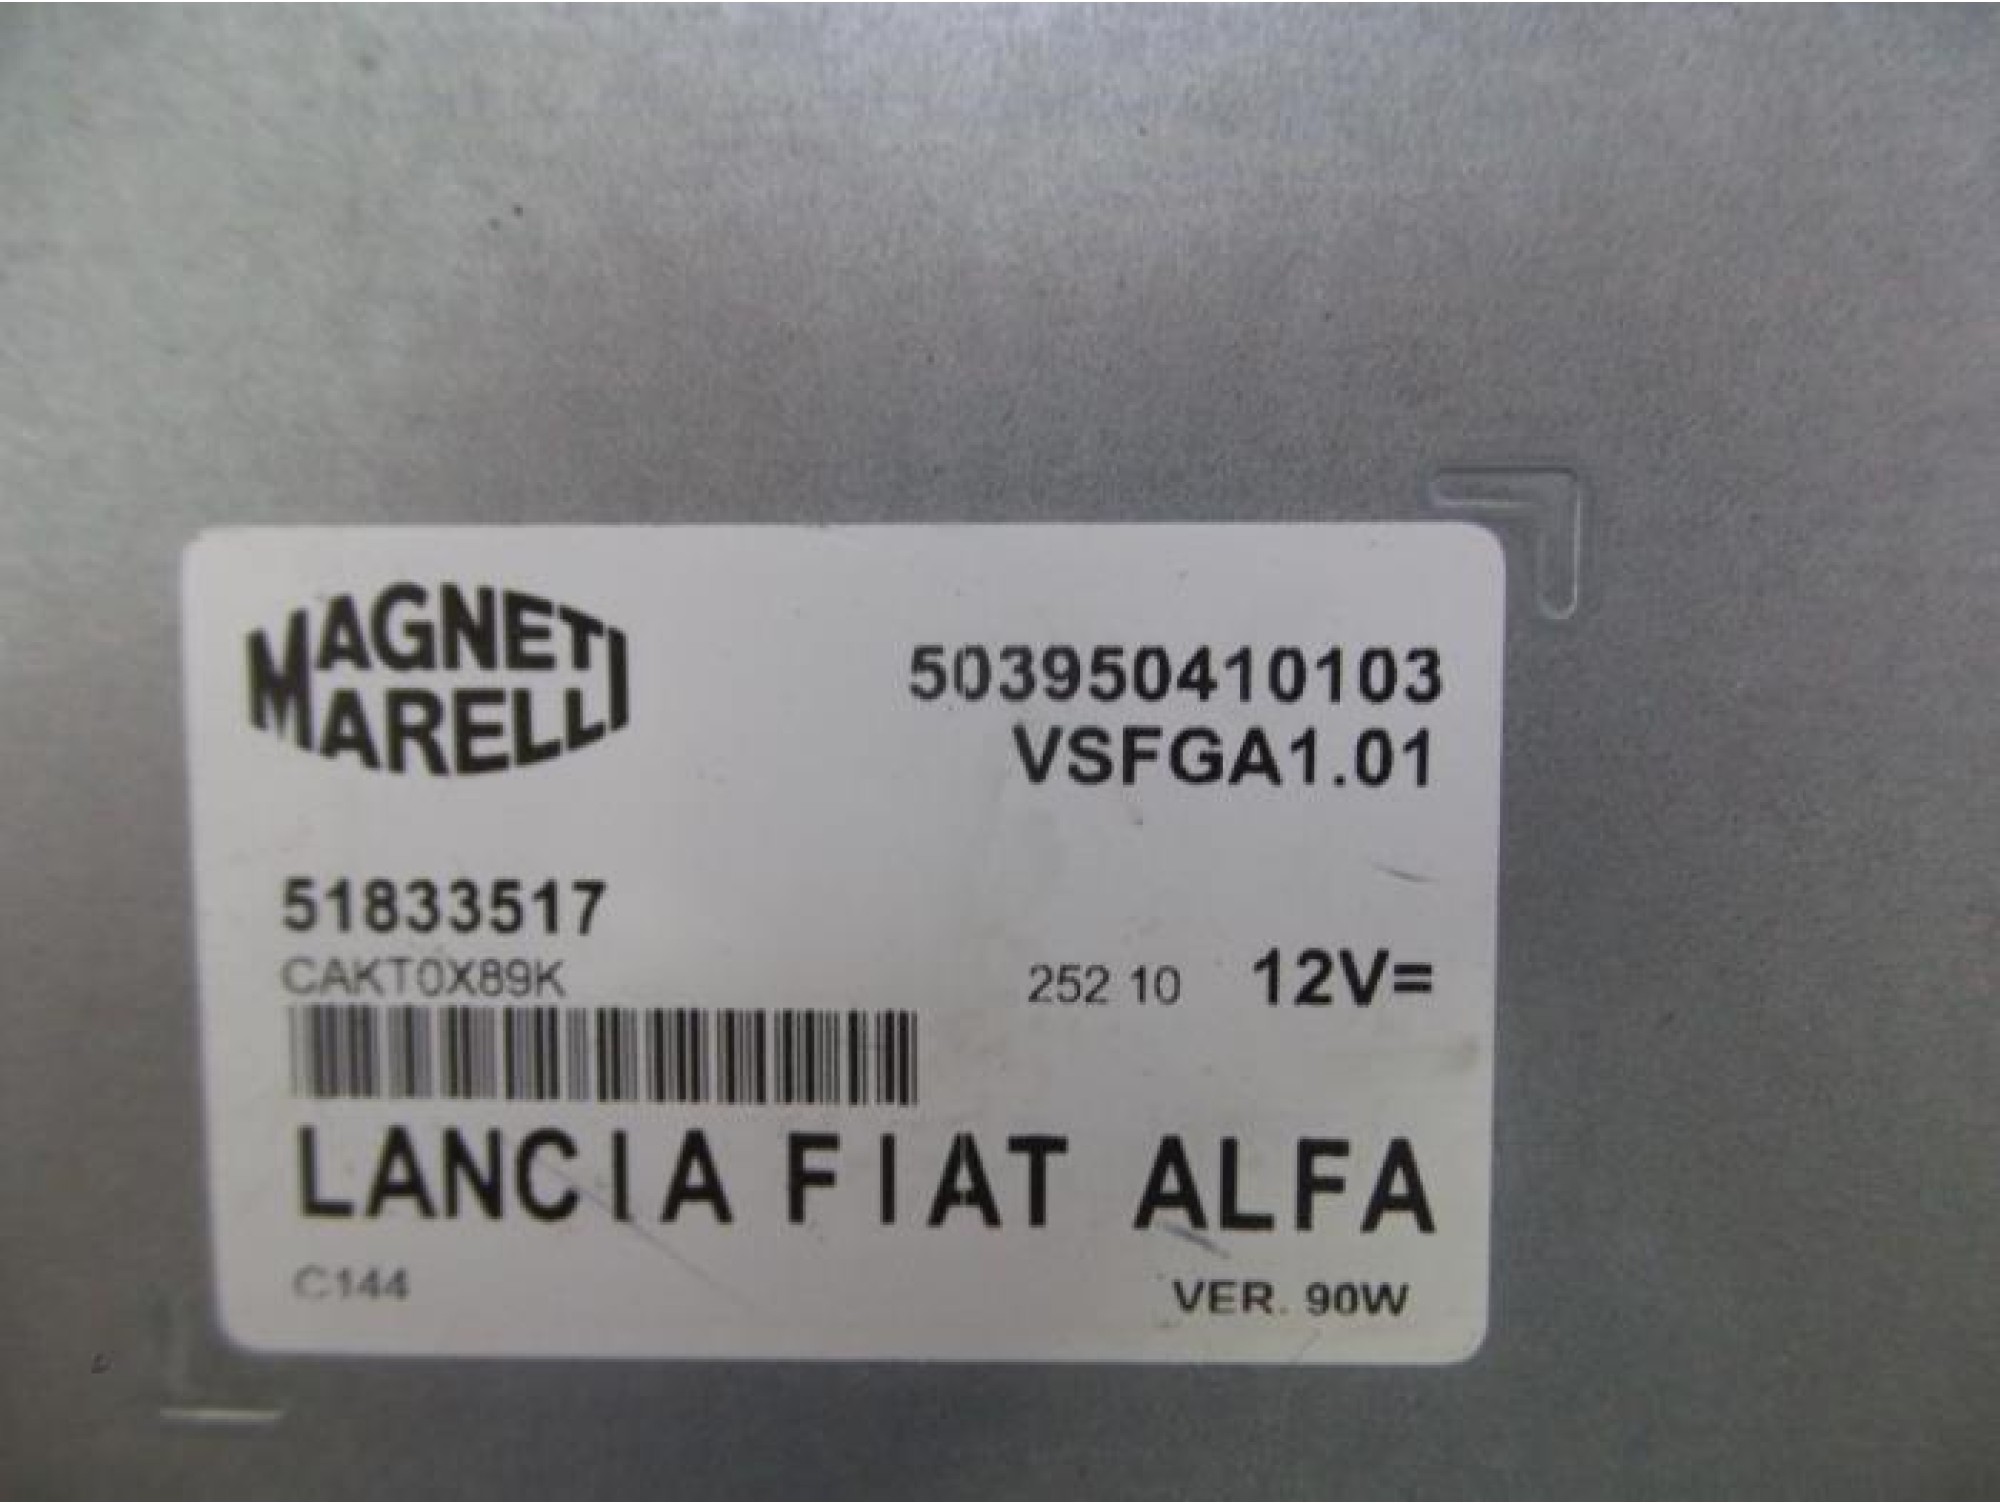 MAGNETI
MARELLI
503950410103
VSFGA1.01
51833517
CAKT0X89K
252 10 12V=
LANCIA FIAT ALFA
C144
VER. 90W